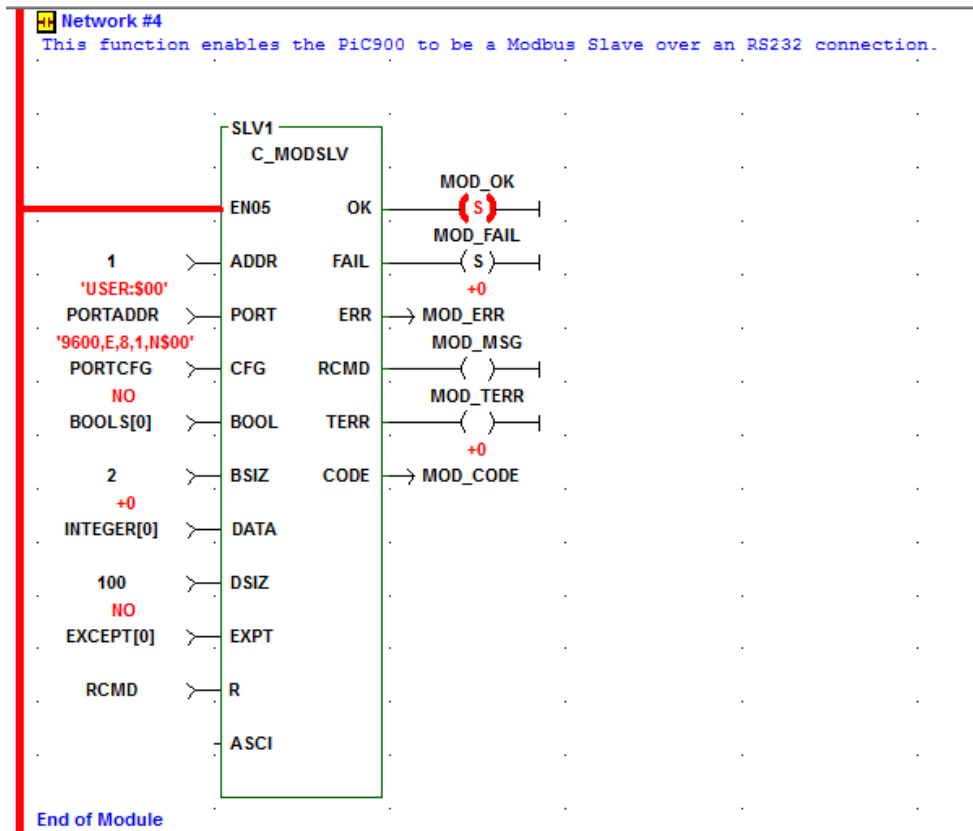 Network #4
This function enables the PiC900 to be a Modbus Slave over an RS232 connection.
SLV1
C_MODSLV
MOD_OK
EN05 OK ( S )
MOD_FAIL
1 ADDR FAIL ( S )
'USER:$00' +0
PORTADDR PORT ERR MOD_ERR
'9600,E,8,1,N$00' MOD_MSG
PORTCFG CFG RCMD ( )
NO MOD_TERR
BOOLS[0] BOOL TERR ( )
+0
2 BSIZ CODE MOD_CODE
+0
INTEGER[0] DATA
100 DSIZ
NO
EXCEPT[0] EXPT
RCMD R
ASCI
End of Module